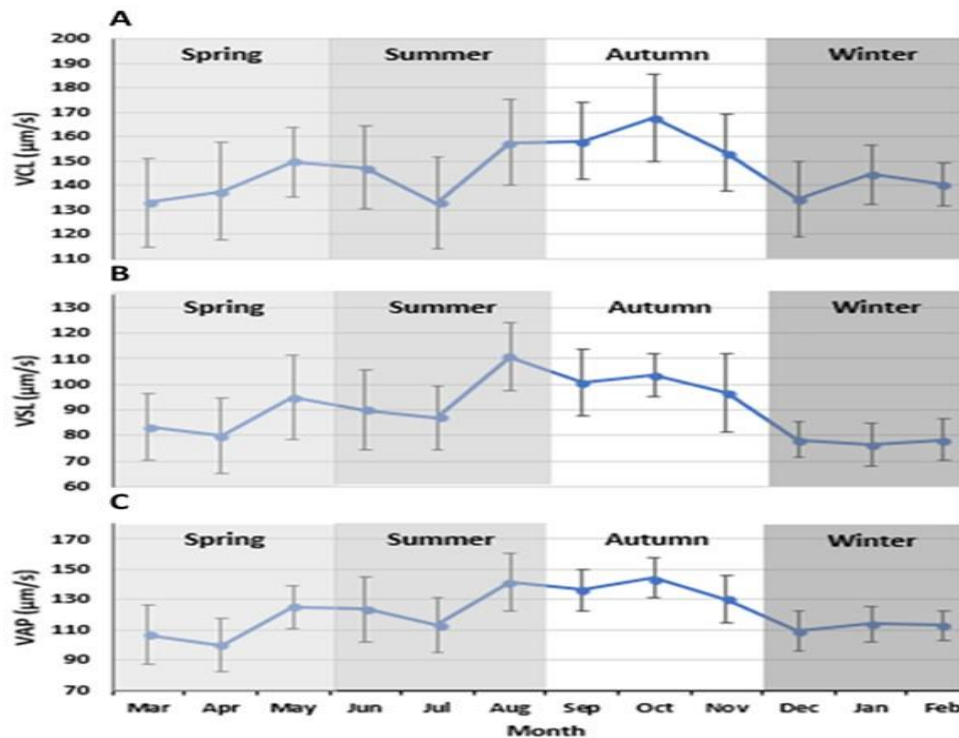 A
Spring Summer Autumn Winter
VCL (µm/s)
200
190
180
170
160
150
140
130
120
110
B
Spring Summer Autumn Winter
VSL (µm/s)
130
120
110
100
90
80
70
60
C
Spring Summer Autumn Winter
VAP (µm/s)
170
150
130
110
90
70
Mar Apr May Jun Jul Aug Sep Oct Nov Dec Jan Feb
Month